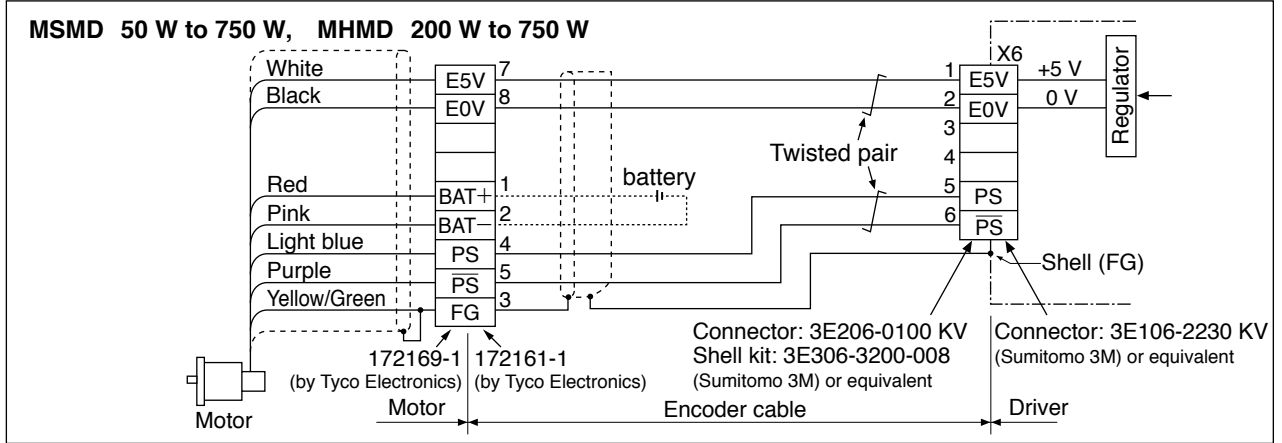 MSMD 50 W to 750 W, MHMD 200 W to 750 W
White
E5V
7
1
E5V
X6
+5 V
Regulator
Black
E0V
8
2
E0V
0 V
3
4
Twisted pair
Red
BAT+
1
battery
5
PS
Pink
BAT−
2
6
P̅S̅
Light blue
PS
4
Purple
P̅S̅
5
Shell (FG)
Yellow/Green
FG
3
172169-1
(by Tyco Electronics)
172161-1
(by Tyco Electronics)
Connector: 3E206-0100 KV
Shell kit: 3E306-3200-008
(Sumitomo 3M) or equivalent
Connector: 3E106-2230 KV
(Sumitomo 3M) or equivalent
Motor
Motor
Encoder cable
Driver